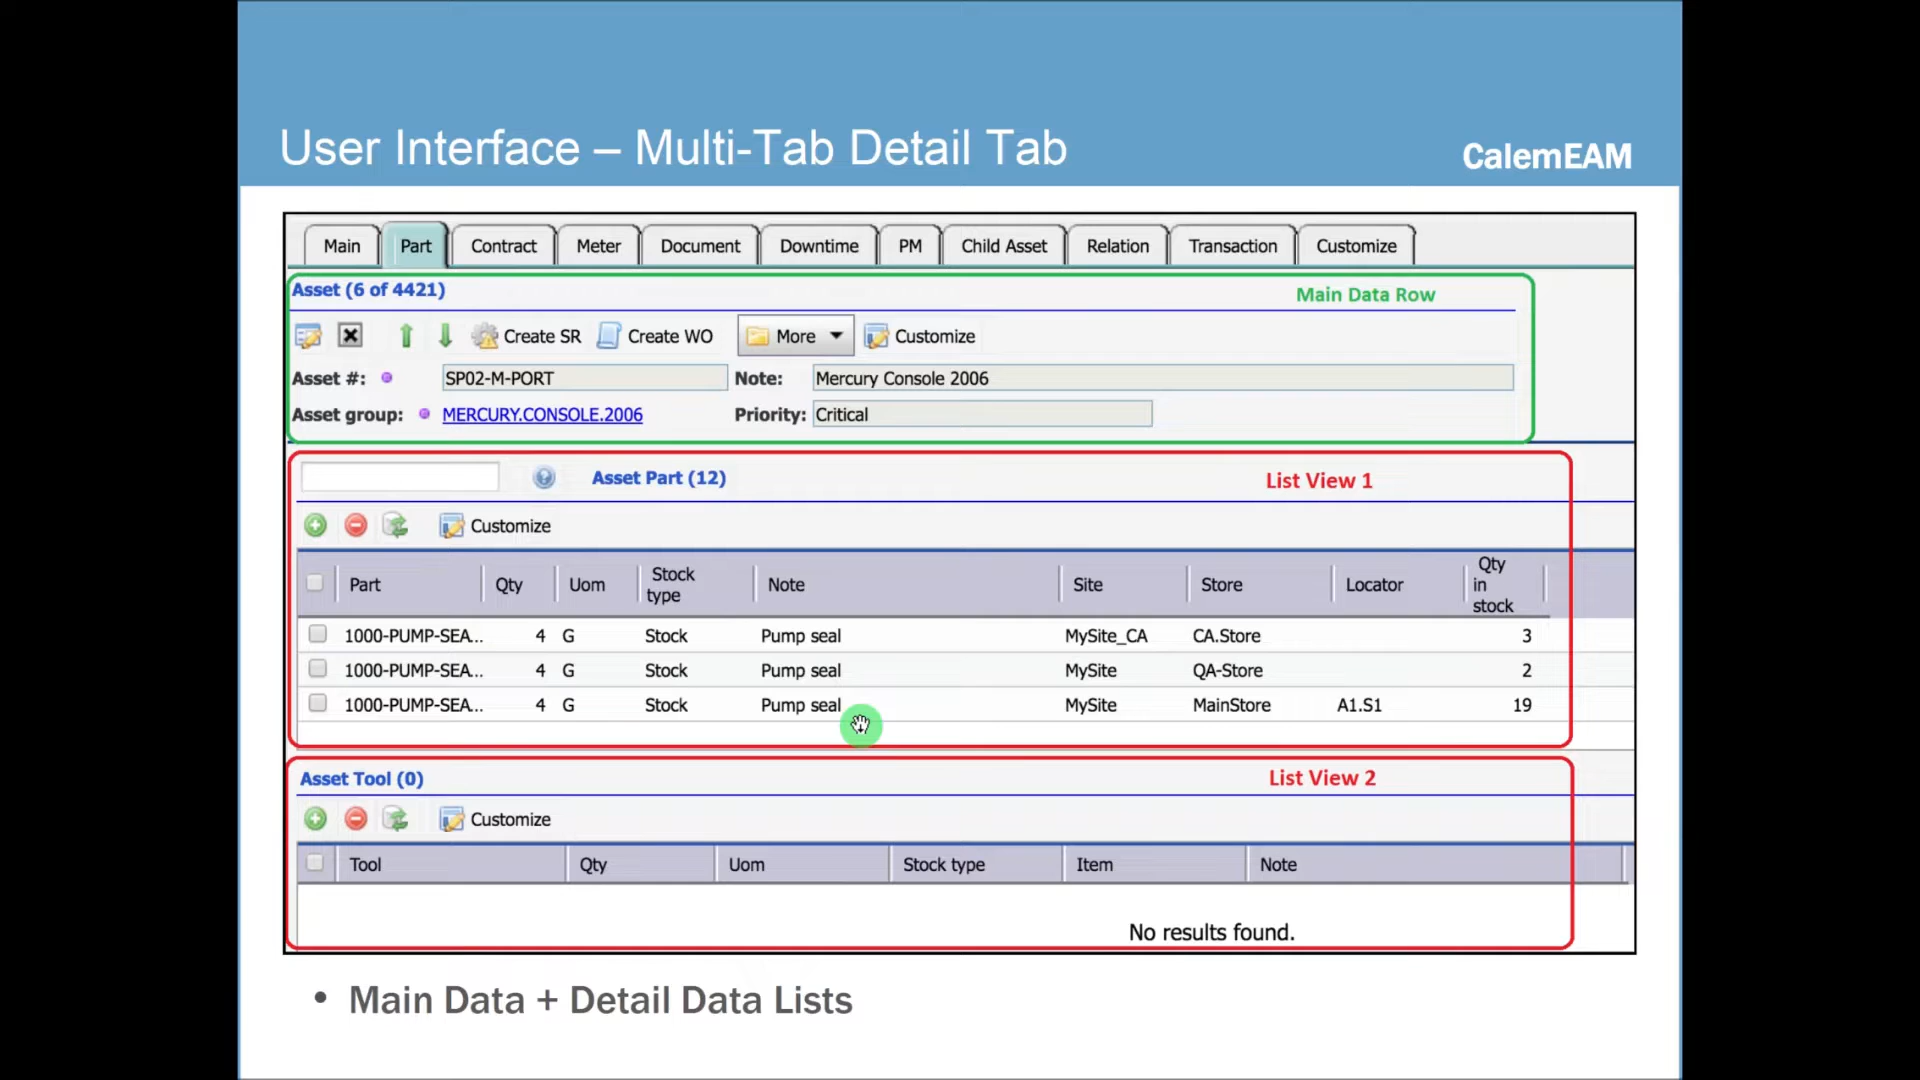 User Interface – Multi-Tab Detail Tab
CalemEAM
Main Part Contract Meter Document Downtime PM Child Asset Relation Transaction Customize
Asset (6 of 4421)
Main Data Row
Create SR Create WO More Customize
Asset #: SP02-M-PORT Note: Mercury Console 2006
Asset group: MERCURY.CONSOLE.2006 Priority: Critical
Asset Part (12)
List View 1
Customize
Part Qty Uom Stock type Note Site Store Locator Qty in stock
1000-PUMP-SEA... 4 G Stock Pump seal MySite_CA CA.Store 3
1000-PUMP-SEA... 4 G Stock Pump seal MySite QA-Store 2
1000-PUMP-SEA... 4 G Stock Pump seal MySite MainStore A1.S1 19
Asset Tool (0)
List View 2
Customize
Tool Qty Uom Stock type Item Note
No results found.
• Main Data + Detail Data Lists